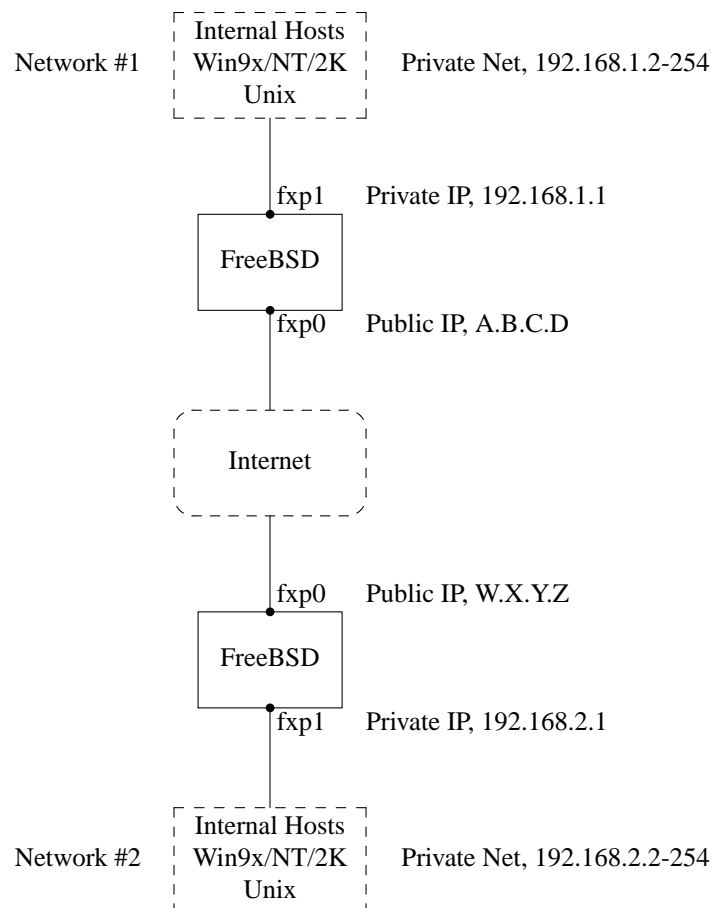 Internal Hosts
Network #1 Win9x/NT/2K Private Net, 192.168.1.2-254
Unix
fxp1 Private IP, 192.168.1.1
FreeBSD
fxp0 Public IP, A.B.C.D
Internet
fxp0 Public IP, W.X.Y.Z
FreeBSD
fxp1 Private IP, 192.168.2.1
Internal Hosts
Network #2 Win9x/NT/2K Private Net, 192.168.2.2-254
Unix